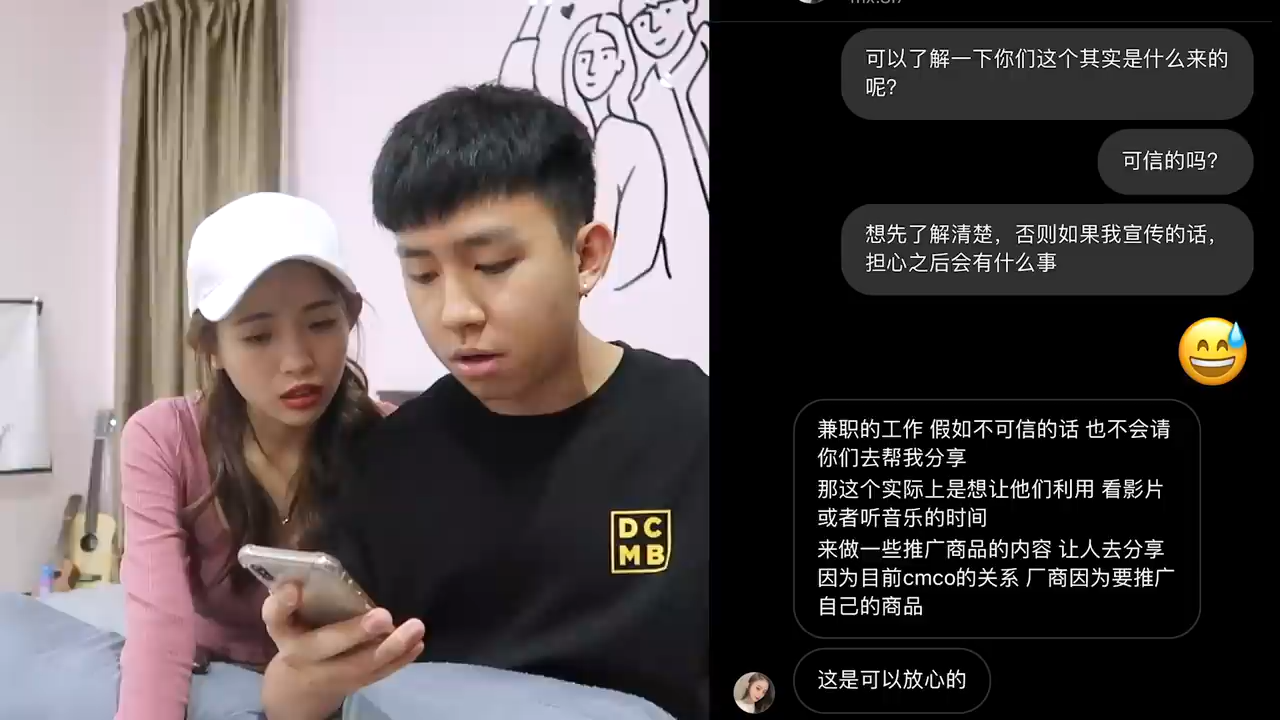 DC
MB
可以了解一下你们这个其实是什么来的
呢?
可信的吗?
想先了解清楚，否则如果我宣传的话，
担心之后会有什么事
兼职的工作 假如不可信的话 也不会请
你们去帮我分享
那这个实际上是想让他们利用 看影片
或者听音乐的时间
来做一些推广商品的内容 让人去分享
因为目前cmco的关系 厂商因为要推广
自己的商品
这是可以放心的